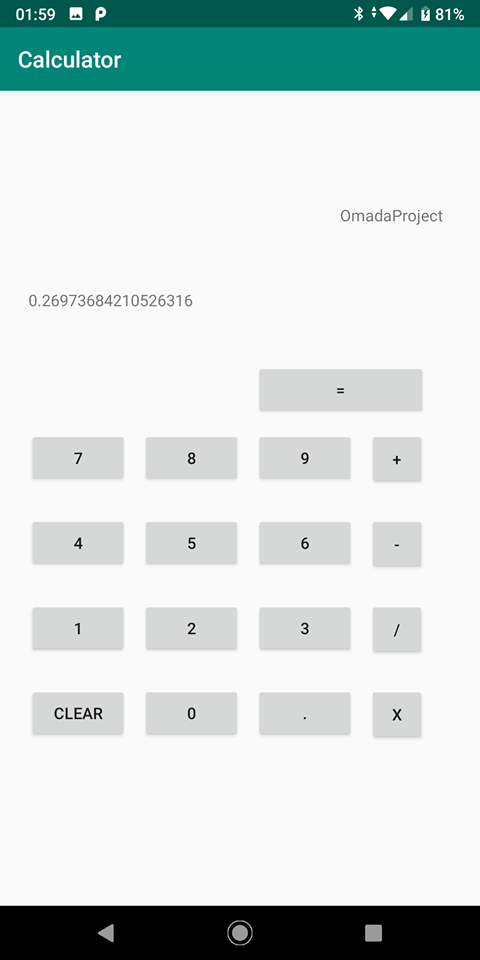 01:59 81%
Calculator
OmadaProject
0.26973684210526316
=
7 8 9 +
4 5 6 -
1 2 3 /
CLEAR 0 . X